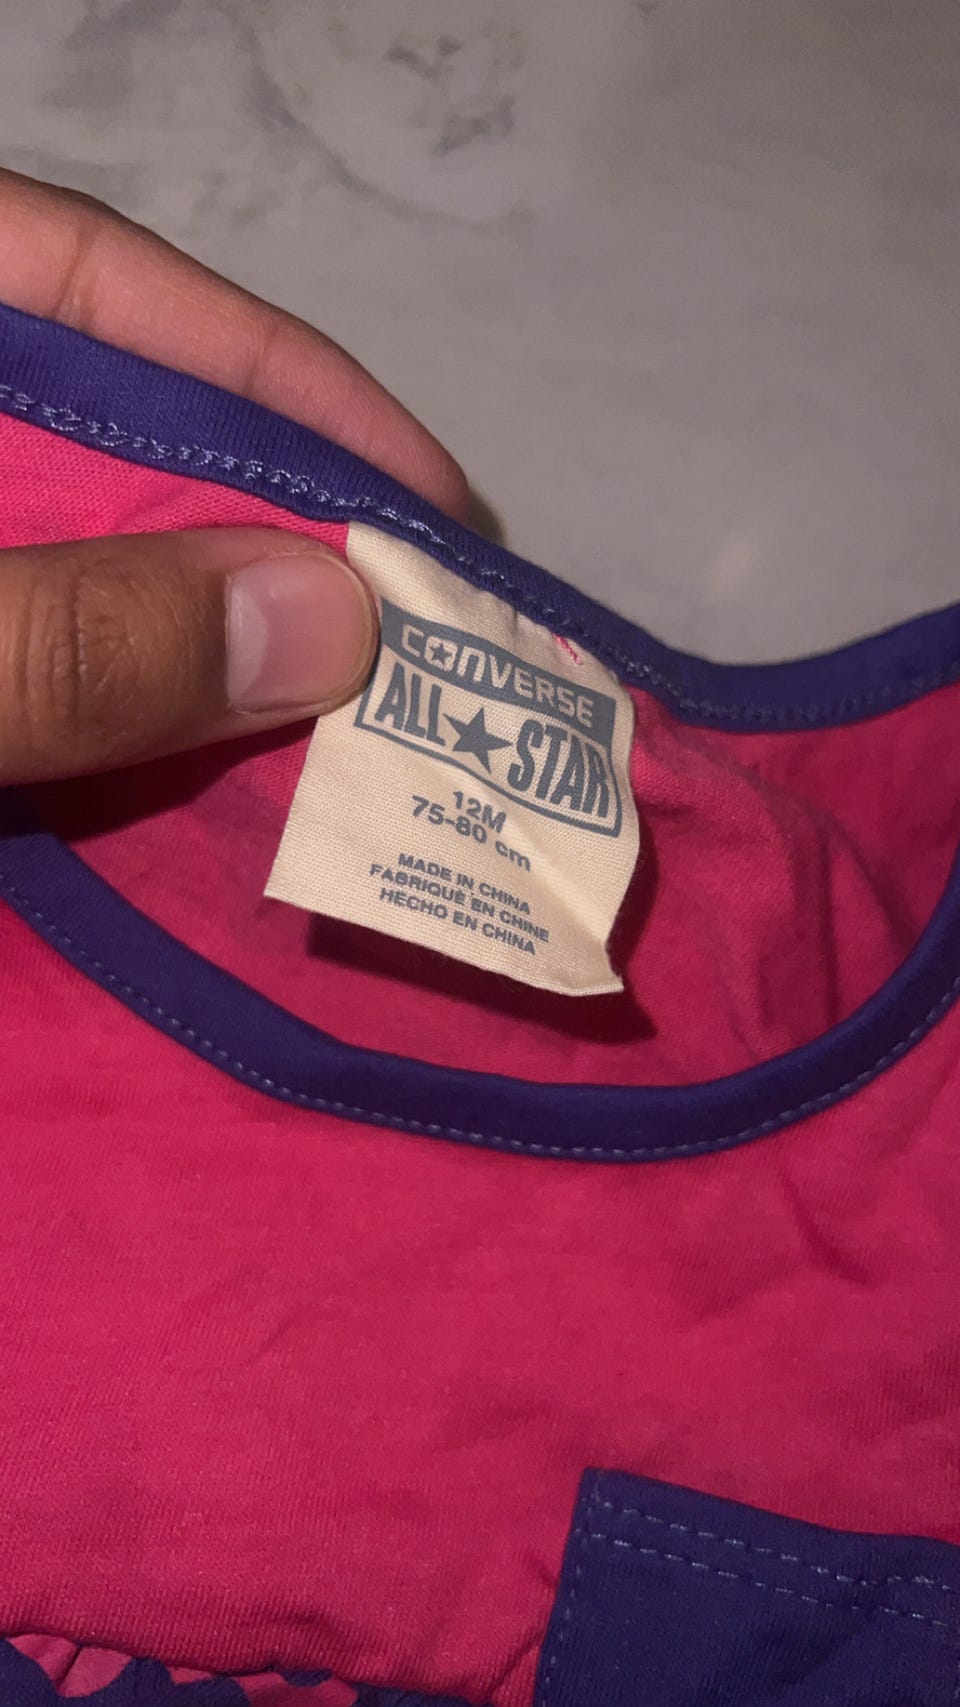 CONVERSE
ALL★STAR
12M
75-80 cm
MADE IN CHINA
FABRIQUÉ EN CHINE
HECHO EN CHINA